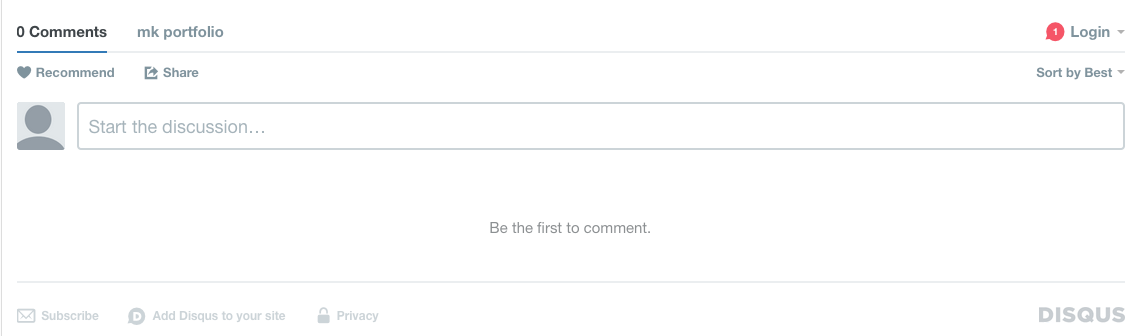 0 Comments mk portfolio 1 Login
Recommend Share Sort by Best
Start the discussion…
Be the first to comment.
Subscribe D Add Disqus to your site Privacy DISQUS